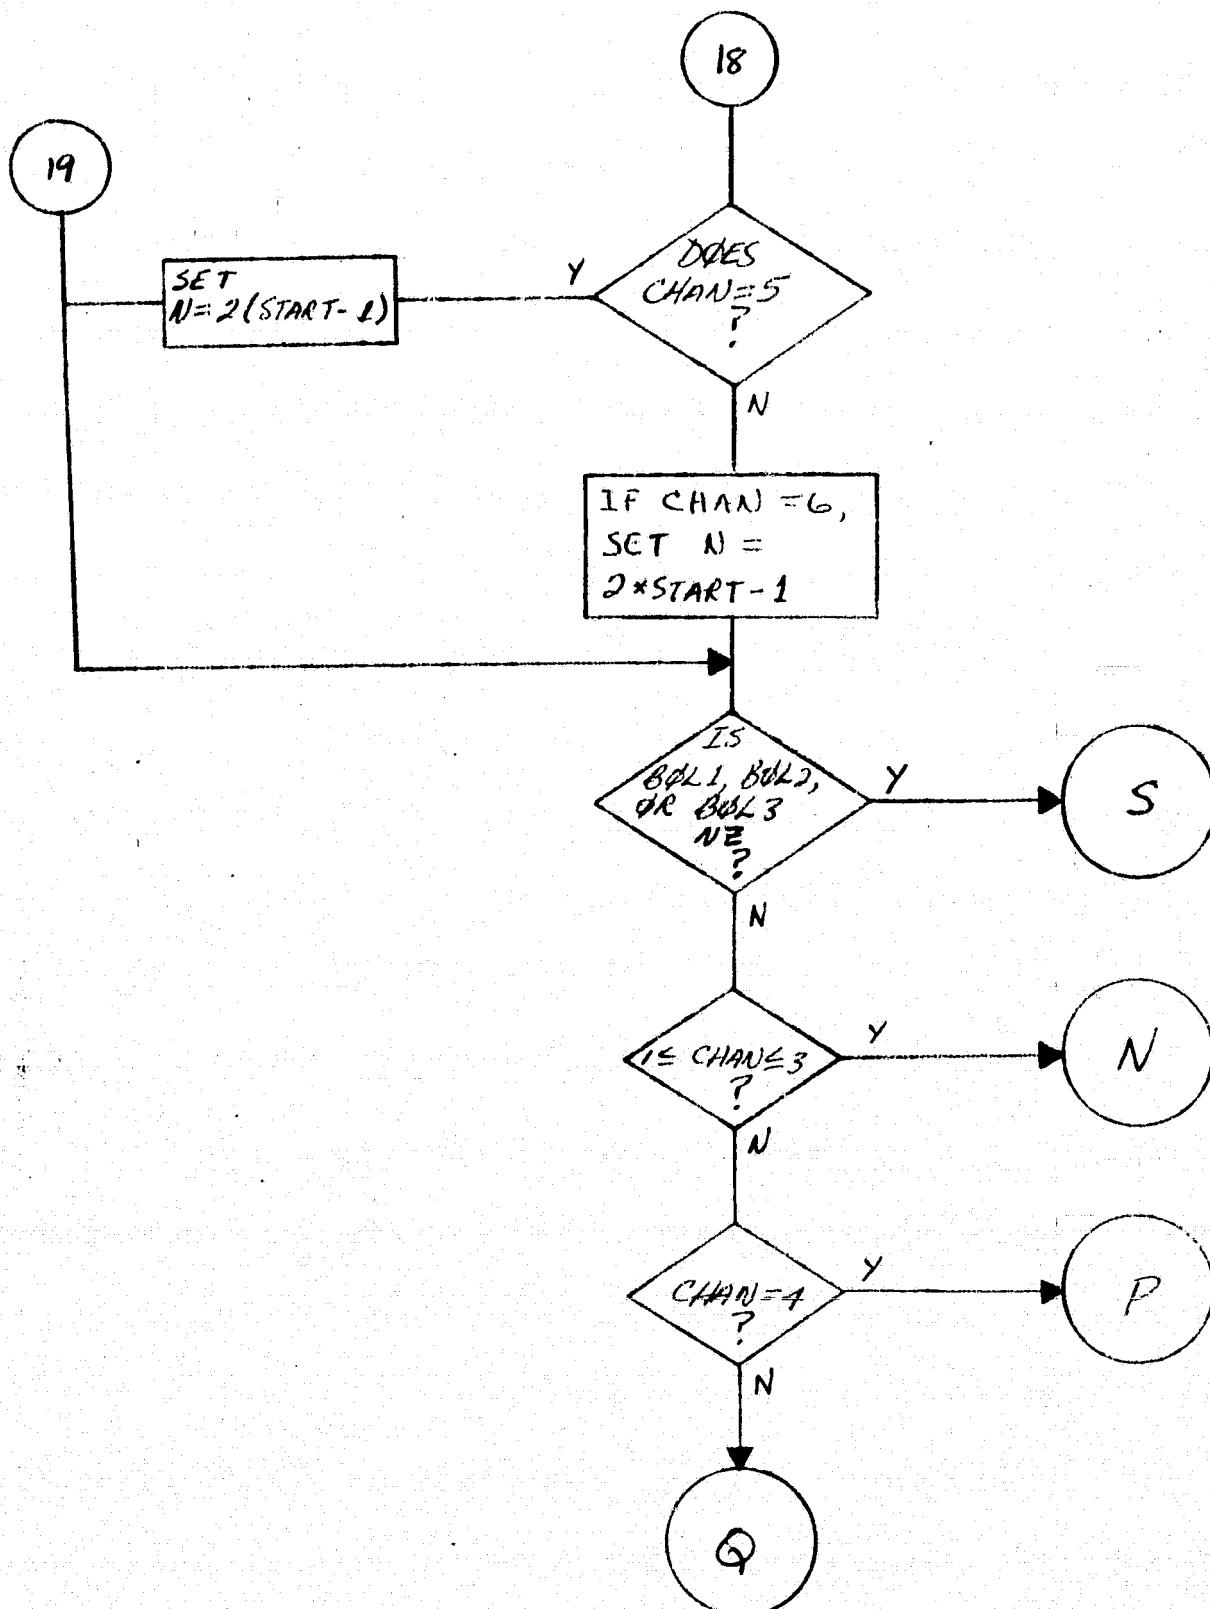 18
19
DØES
CHAN=5
?
Y
SET
N=2(START-1)
N
IF CHAN =6,
SET N =
2*START-1
IS
BØL1, BØL2,
ØR BØL3
NE
?
Y
S
N
1≤ CHAN≤3
?
Y
N
N
CHAN=4
?
Y
P
N
Q